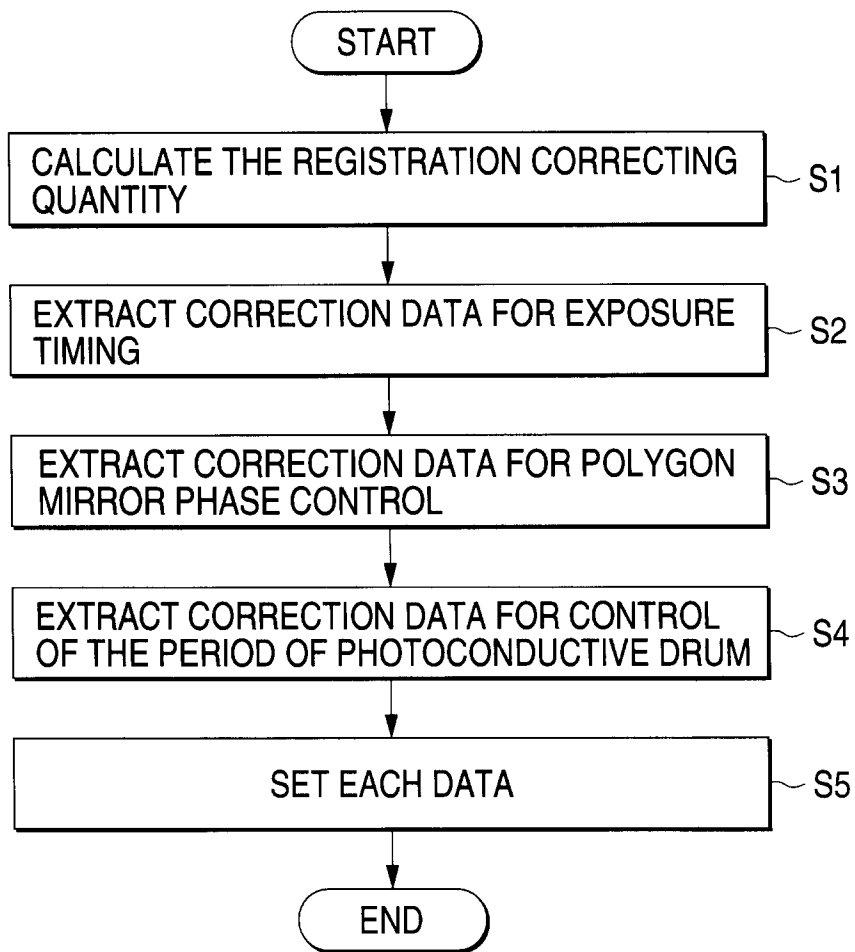 START
CALCULATE THE REGISTRATION CORRECTING
QUANTITY
S1
EXTRACT CORRECTION DATA FOR EXPOSURE
TIMING
S2
EXTRACT CORRECTION DATA FOR POLYGON
MIRROR PHASE CONTROL
S3
EXTRACT CORRECTION DATA FOR CONTROL
OF THE PERIOD OF PHOTOCONDUCTIVE DRUM
S4
SET EACH DATA
S5
END